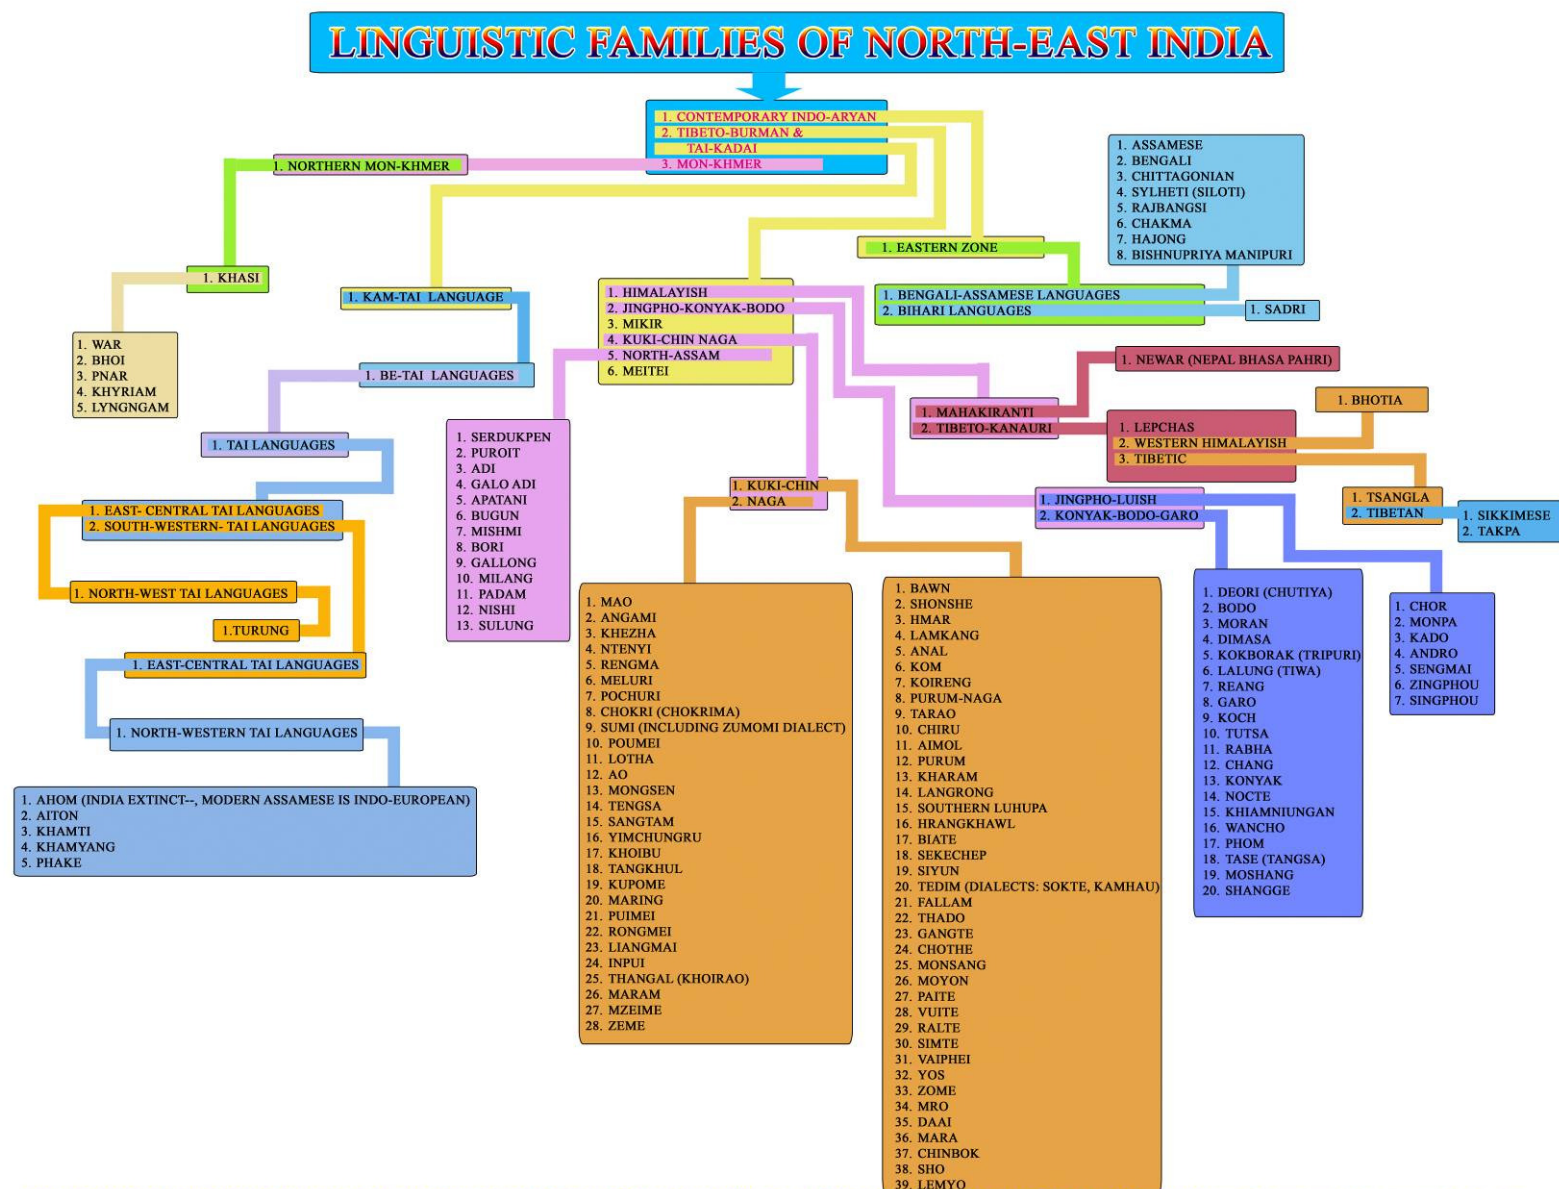 LINGUISTIC FAMILIES OF NORTH-EAST INDIA
1. CONTEMPORARY INDO-ARYAN
2. TIBETO-BURMAN &
TAI-KADAI
3. MON-KHMER
1. NORTHERN MON-KHMER
1. KHASI
1. WAR
2. BHOI
3. PNAR
4. KHYRIAM
5. LYNGNGAM
1. KAM-TAI LANGUAGE
1. BE-TAI LANGUAGES
1. TAI LANGUAGES
1. EAST- CENTRAL TAI LANGUAGES
2. SOUTH-WESTERN- TAI LANGUAGES
1. NORTH-WEST TAI LANGUAGES
1.TURUNG
1. EAST-CENTRAL TAI LANGUAGES
1. NORTH-WESTERN TAI LANGUAGES
1. AHOM (INDIA EXTINCT--, MODERN ASSAMESE IS INDO-EUROPEAN)
2. AITON
3. KHAMTI
4. KHAMYANG
5. PHAKE
1. HIMALAYISH
2. JINGPHO-KONYAK-BODO
3. MIKIR
4. KUKI-CHIN NAGA
5. NORTH-ASSAM
6. MEITEI
1. SERDUKPEN
2. PUROIT
3. ADI
4. GALO ADI
5. APATANI
6. BUGUN
7. MISHMI
8. BORI
9. GALLONG
10. MILANG
11. PADAM
12. NISHI
13. SULUNG
1. KUKI-CHIN
2. NAGA
1. MAO
2. ANGAMI
3. KHEZHA
4. NTENYI
5. RENGMA
6. MELURI
7. POCHURI
8. CHOKRI (CHOKRIMA)
9. SUMI (INCLUDING ZUMOMI DIALECT)
10. POUMEI
11. LOTHA
12. AO
13. MONGSEN
14. TENGSA
15. SANGTAM
16. YIMCHUNGRU
17. KHOIBU
18. TANGKHUL
19. KUPOME
20. MARING
21. PUIMEI
22. RONGMEI
23. LIANGMAI
24. INPUI
25. THANGAL (KHOIRAO)
26. MARAM
27. MZEIME
28. ZEME
1. BAWN
2. SHONSHE
3. HMAR
4. LAMKANG
5. ANAL
6. KOM
7. KOIRENG
8. PURUM-NAGA
9. TARAO
10. CHIRU
11. AIMOL
12. PURUM
13. KHARAM
14. LANGRONG
15. SOUTHERN LUHUPA
16. HRANGKHAWL
17. BIATE
18. SEKECHEP
19. SIYUN
20. TEDIM (DIALECTS: SOKTE, KAMHAU)
21. FALLAM
22. THADO
23. GANGTE
24. CHOTHE
25. MONSANG
26. MOYON
27. PAITE
28. VUITE
29. RALTE
30. SIMTE
31. VAIPHEI
32. YOS
33. ZOME
34. MRO
35. DAAI
36. MARA
37. CHINBOK
38. SHO
39. LEMYO
1. EASTERN ZONE
1. BENGALI-ASSAMESE LANGUAGES
2. BIHARI LANGUAGES
1. ASSAMESE
2. BENGALI
3. CHITTAGONIAN
4. SYLHETI (SILOTI)
5. RAJBANGSI
6. CHAKMA
7. HAJONG
8. BISHNUPRIYA MANIPURI
1. SADRI
1. NEWAR (NEPAL BHASA PAHRI)
1. MAHAKIRANTI
2. TIBETO-KANAURI
1. LEPCHAS
2. WESTERN HIMALAYISH
3. TIBETIC
1. BHOTIA
1. TSANGLA
2. TIBETAN
1. SIKKIMESE
2. TAKPA
1. JINGPHO-LUISH
2. KONYAK-BODO-GARO
1. DEORI (CHUTIYA)
2. BODO
3. MORAN
4. DIMASA
5. KOKBORAK (TRIPURI)
6. LALUNG (TIWA)
7. REANG
8. GARO
9. KOCH
10. TUTSA
11. RABHA
12. CHANG
13. KONYAK
14. NOCTE
15. KHIAMNIUNGAN
16. WANCHO
17. PHOM
18. TASE (TANGSA)
19. MOSHANG
20. SHANGGE
1. CHOR
2. MONPA
3. KADO
4. ANDRO
5. SENGMAI
6. ZINGPHOU
7. SINGPHOU